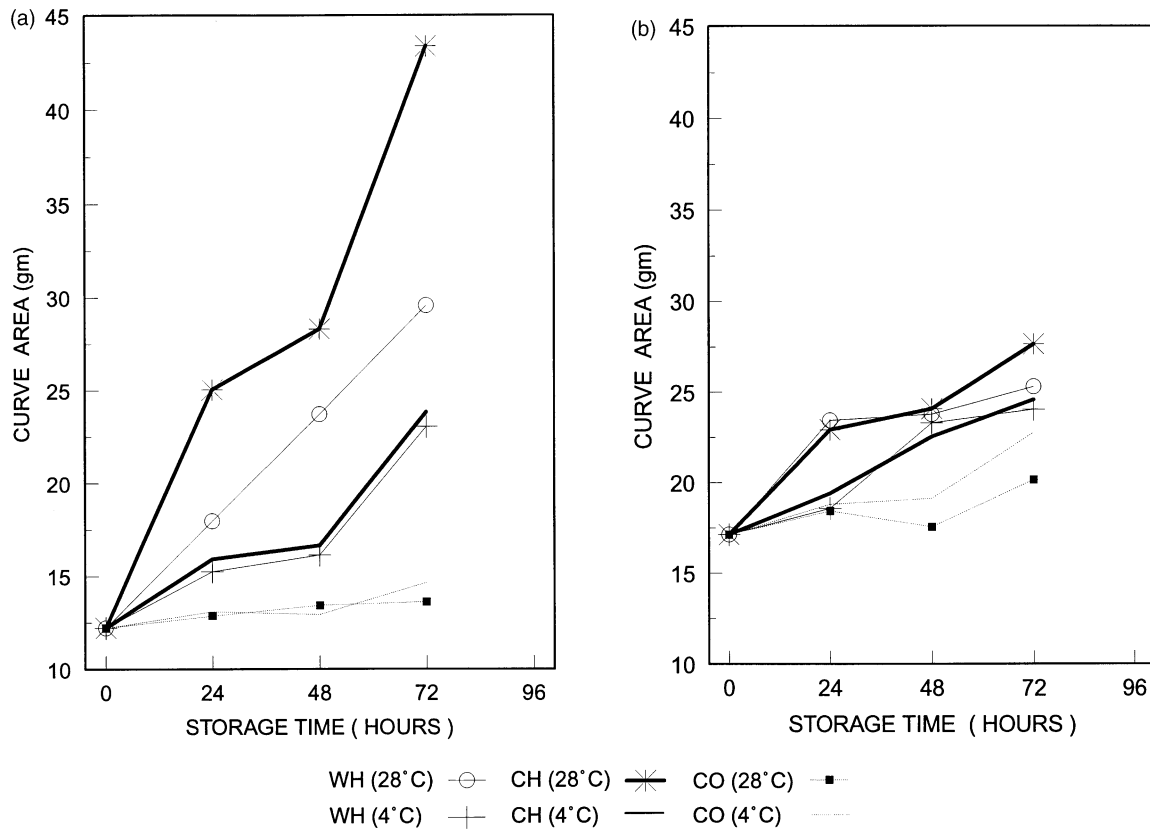 (a)
45
40
35
30
25
20
15
10
CURVE AREA (gm)
0 24 48 72 96
STORAGE TIME ( HOURS )
(b)
45
40
35
30
25
20
15
10
CURVE AREA (gm)
0 24 48 72 96
STORAGE TIME ( HOURS )
WH (28°C) CH (28°C) CO (28°C)
WH (4°C) CH (4°C) CO (4°C)